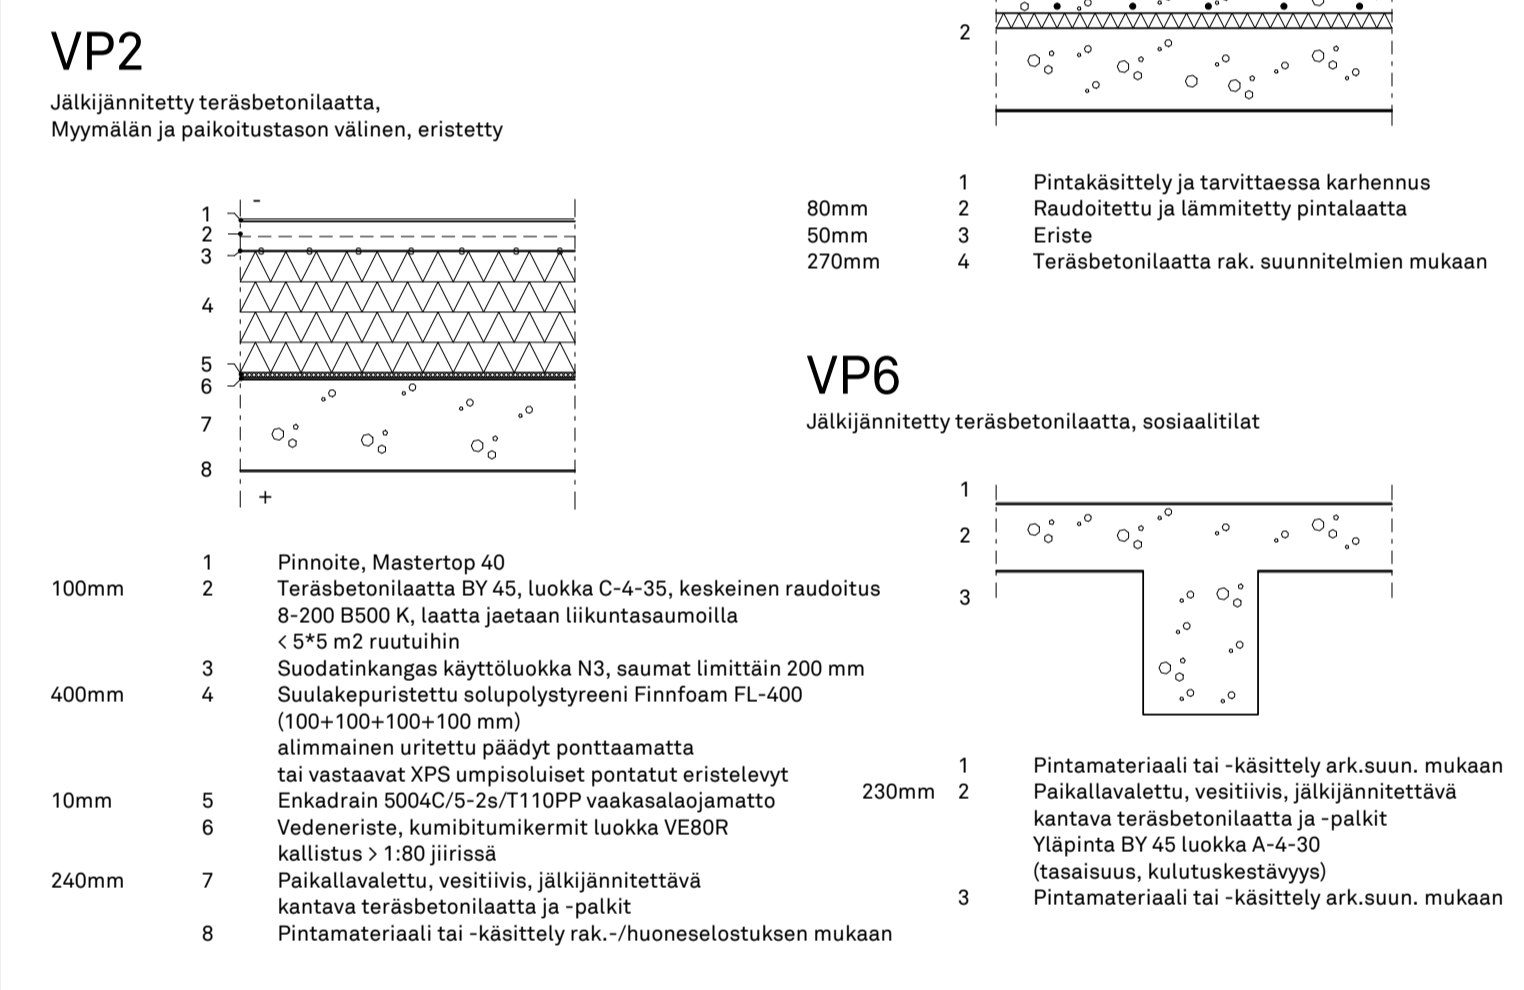 VP2
Jälkijännitetty teräsbetonilaatta,
Myymälän ja paikoitustason välinen, eristetty
-
1
2
3
4
5
6
7
8
+
1 Pinnoite, Mastertop 40
100mm 2 Teräsbetonilaatta BY 45, luokka C-4-35, keskeinen raudoitus
8-200 B500 K, laatta jaetaan liikuntasaumoilla
< 5*5 m2 ruutuihin
3 Suodatinkangas käyttöluokka N3, saumat limittäin 200 mm
400mm 4 Suulakepuristettu solupolystyreeni Finnfoam FL-400
(100+100+100+100 mm)
alimmainen uritettu päädyt ponttaamatta
tai vastaavat XPS umpisoluiset pontatut eristelevyt
10mm 5 Enkadrain 5004C/5-2s/T110PP vaakasalaojamatto
6 Vedeneriste, kumibitumikermit luokka VE80R
kallistus > 1:80 jiirissä
240mm 7 Paikallavalettu, vesitiivis, jälkijännitettävä
kantava teräsbetonilaatta ja -palkit
8 Pintamateriaali tai -käsittely rak.-/huoneselostuksen mukaan
2
1 Pintakäsittely ja tarvittaessa karhennus
80mm 2 Raudoitettu ja lämmitetty pintalaatta
50mm 3 Eriste
270mm 4 Teräsbetonilaatta rak. suunnitelmien mukaan
VP6
Jälkijännitetty teräsbetonilaatta, sosiaalitilat
1
2
3
1 Pintamateriaali tai -käsittely ark.suun. mukaan
230mm 2 Paikallavalettu, vesitiivis, jälkijännitettävä
kantava teräsbetonilaatta ja -palkit
Yläpinta BY 45 luokka A-4-30
(tasaisuus, kulutuskestävyys)
3 Pintamateriaali tai -käsittely ark.suun. mukaan